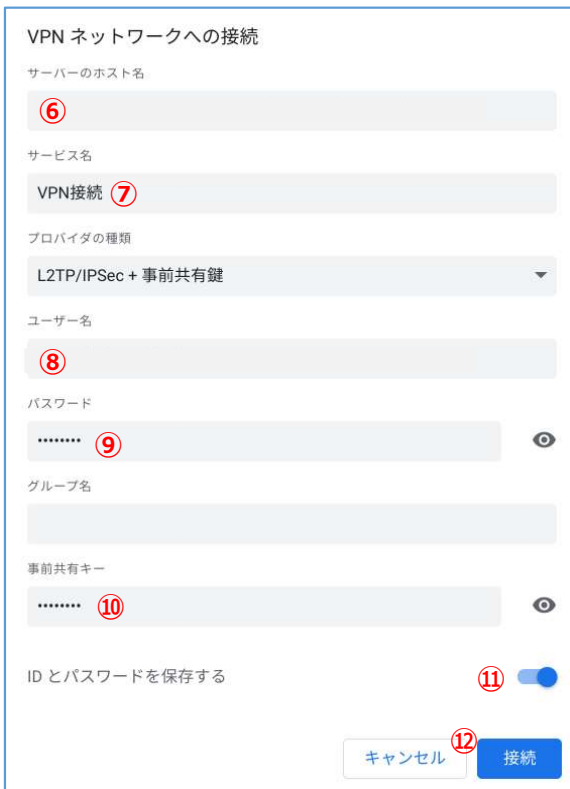 VPN ネットワークへの接続
サーバーのホスト名
⑥
サービス名
VPN接続 ⑦
プロバイダの種類
L2TP/IPSec + 事前共有鍵
ユーザー名
⑧
パスワード
•••••••• ⑨
グループ名
事前共有キー
•••••••• ⑩
ID とパスワードを保存する ⑪
キャンセル ⑫ 接続